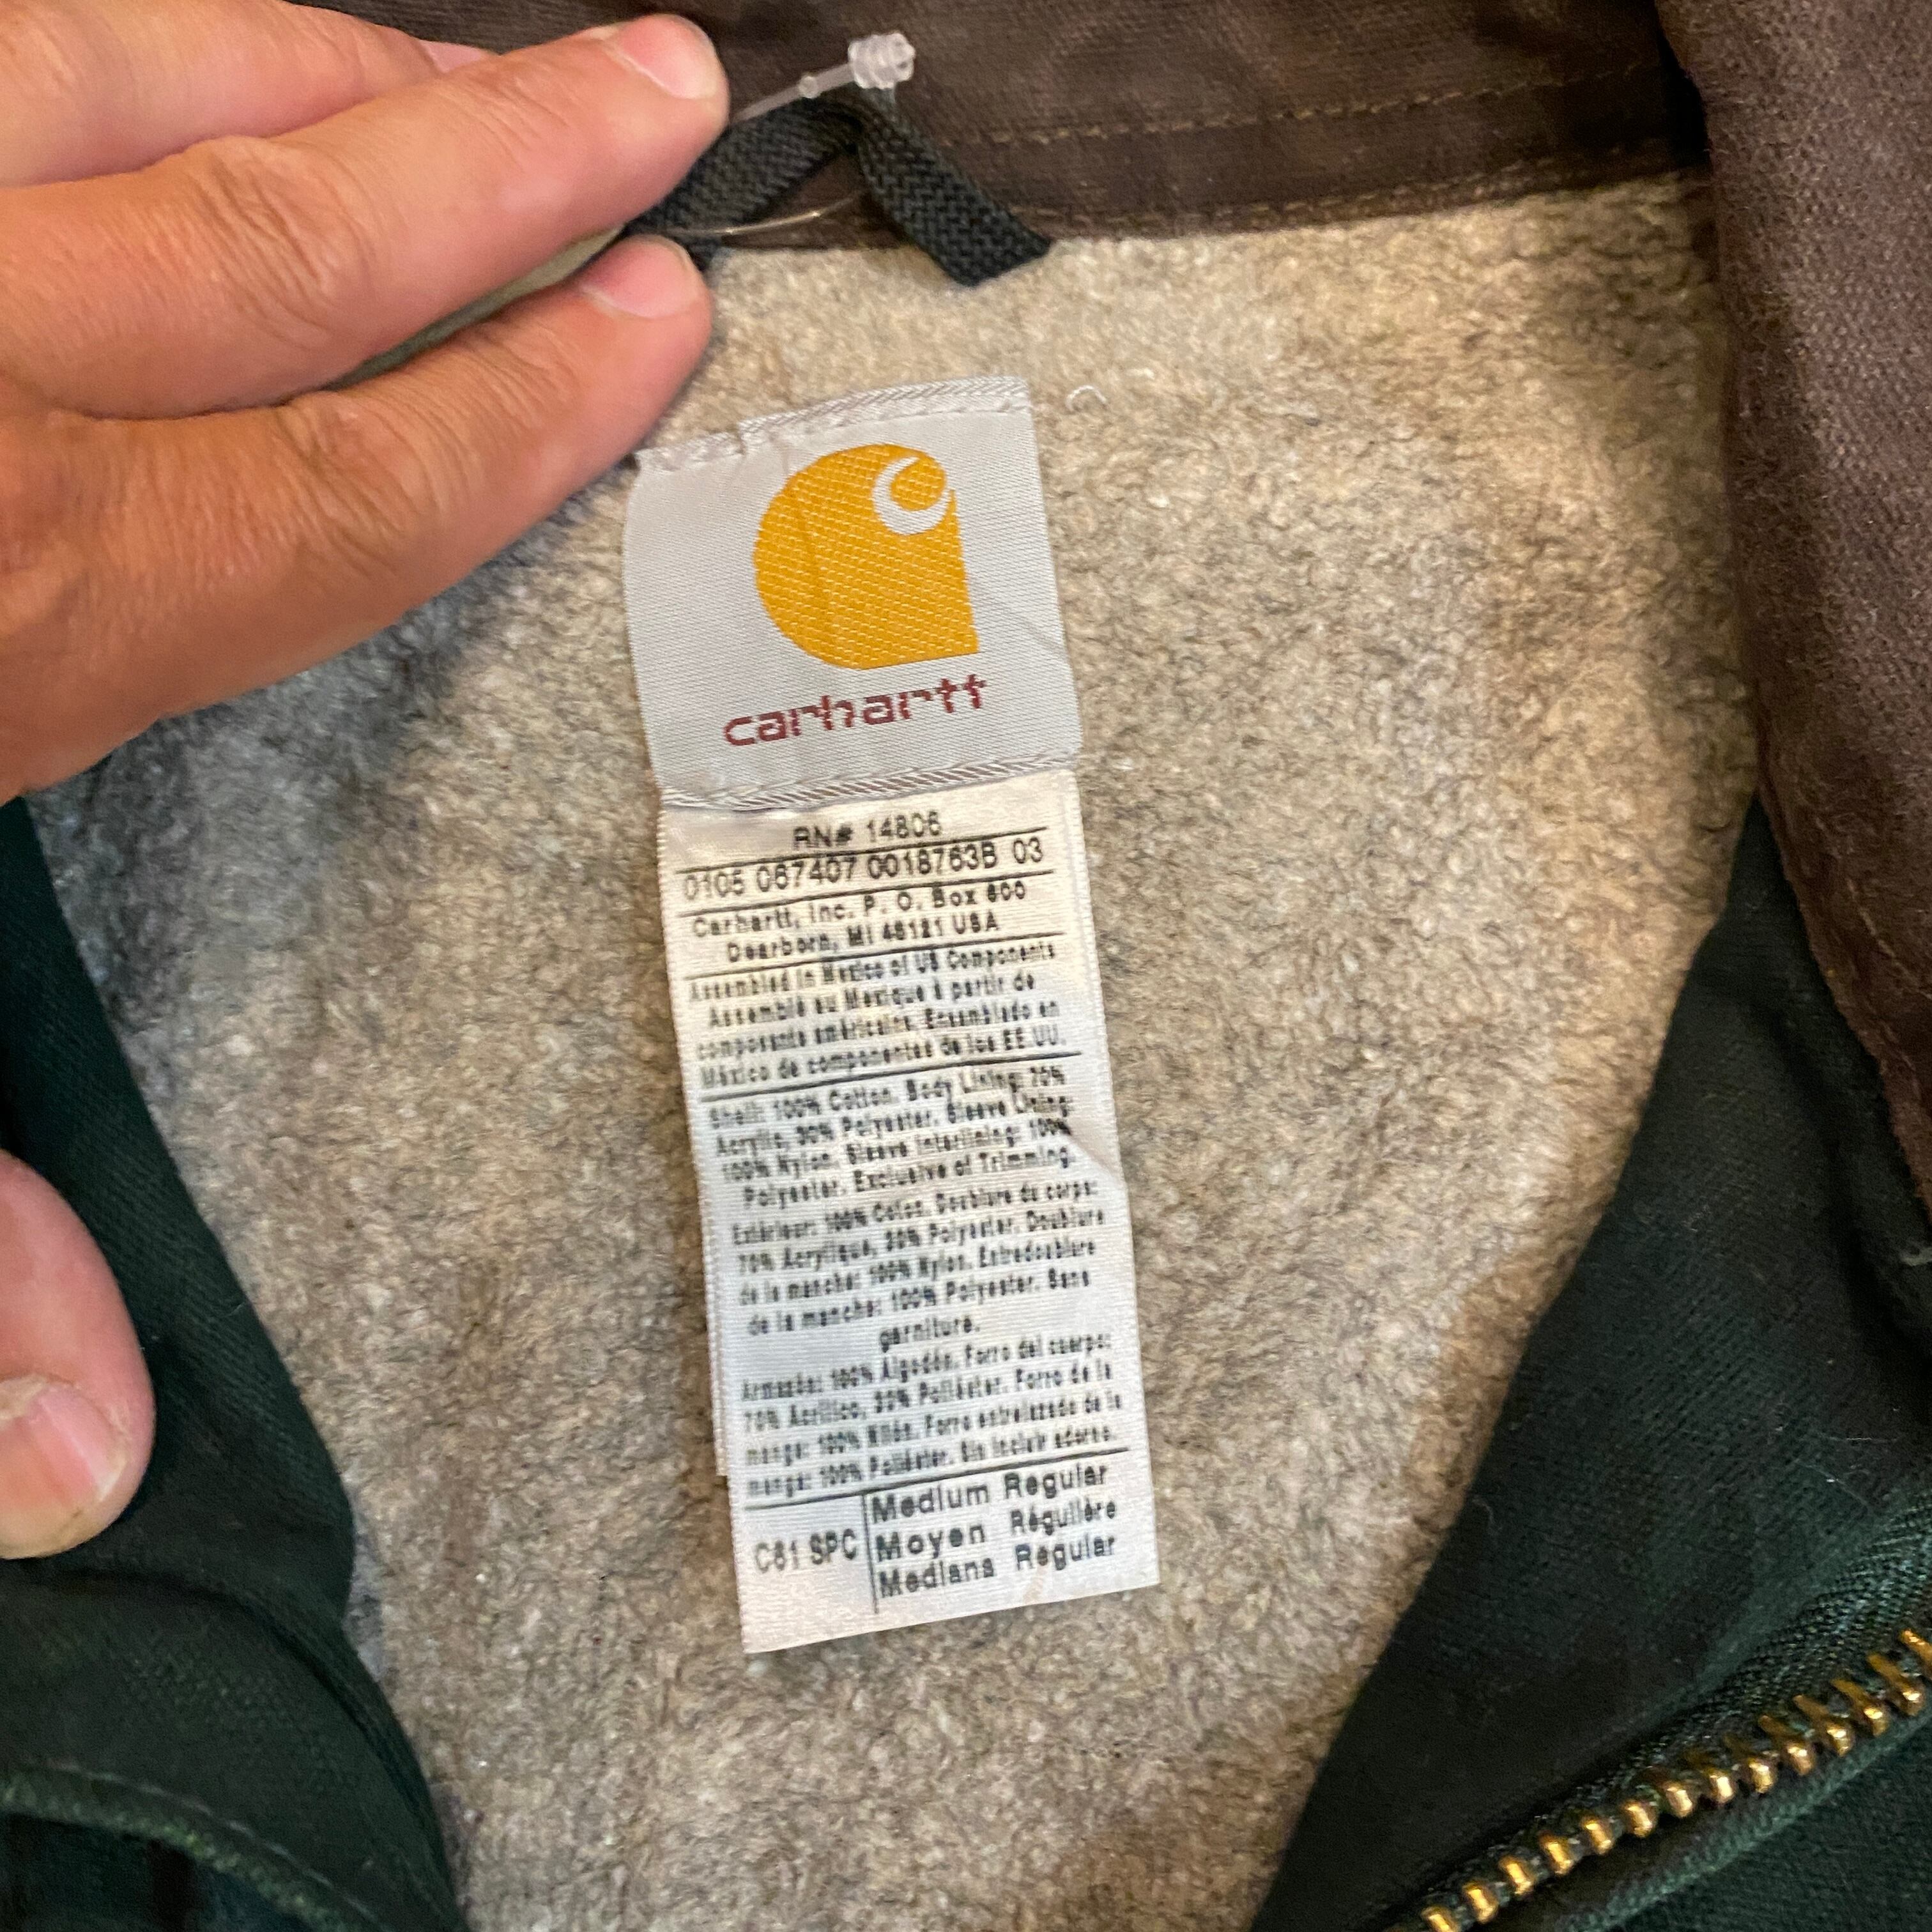 carhartt
RN# 14806
0105 067407 0018763B 03
Carhartt, Inc. P. O. Box 600
Dearborn, MI 48121 USA
Assembled in Mexico of US Components
Assemblé au Mexique à partir de
composants américains. Ensamblado en
México de componentes de los EE.UU.
Shell: 100% Cotton. Body Lining: 70%
Acrylic, 30% Polyester. Sleeve Lining:
100% Nylon. Sleeve Interlining: 100%
Polyester. Exclusive of Trimming.
Extérieur: 100% Coton. Doublure du corps:
70% Acrylique, 30% Polyester. Doublure
de la manche: 100% Nylon. Entredoublure
de la manche: 100% Polyester. Sans
garniture.
Armazón: 100% Algodón. Forro del cuerpo:
70% Acrílico, 30% Poliéster. Forro de la
manga: 100% Nilón. Forro entrelazado de la
manga: 100% Poliéster. Sin incluir adorno.
C61 SPC
Medium Regular
Moyen Régulière
Mediana Regular